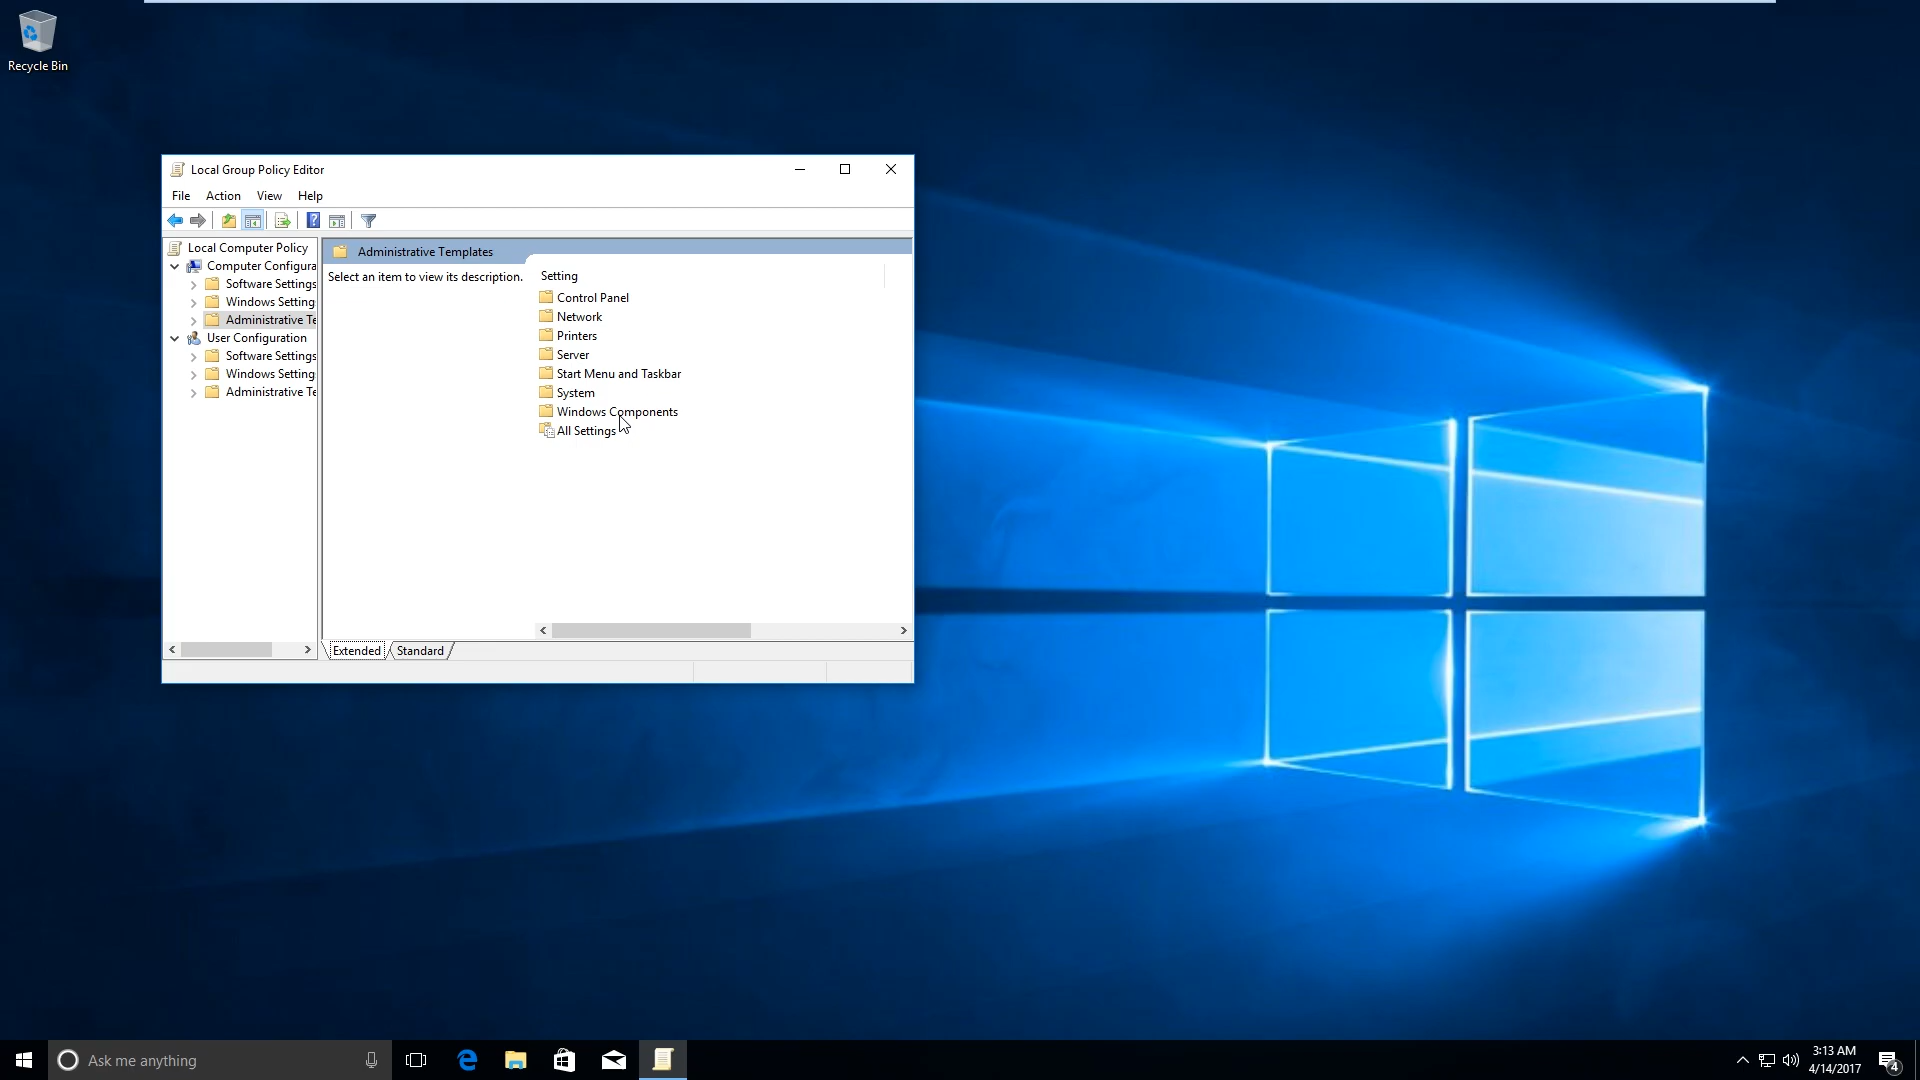 Recycle Bin
Local Group Policy Editor
File Action View Help
Local Computer Policy
Computer Configura
Software Settings
Windows Setting
Administrative Te
User Configuration
Software Settings
Windows Setting
Administrative Te
Administrative Templates
Select an item to view its description.
Setting
Control Panel
Network
Printers
Server
Start Menu and Taskbar
System
Windows Components
All Settings
Extended Standard
Ask me anything
3:13 AM
4/14/2017
4